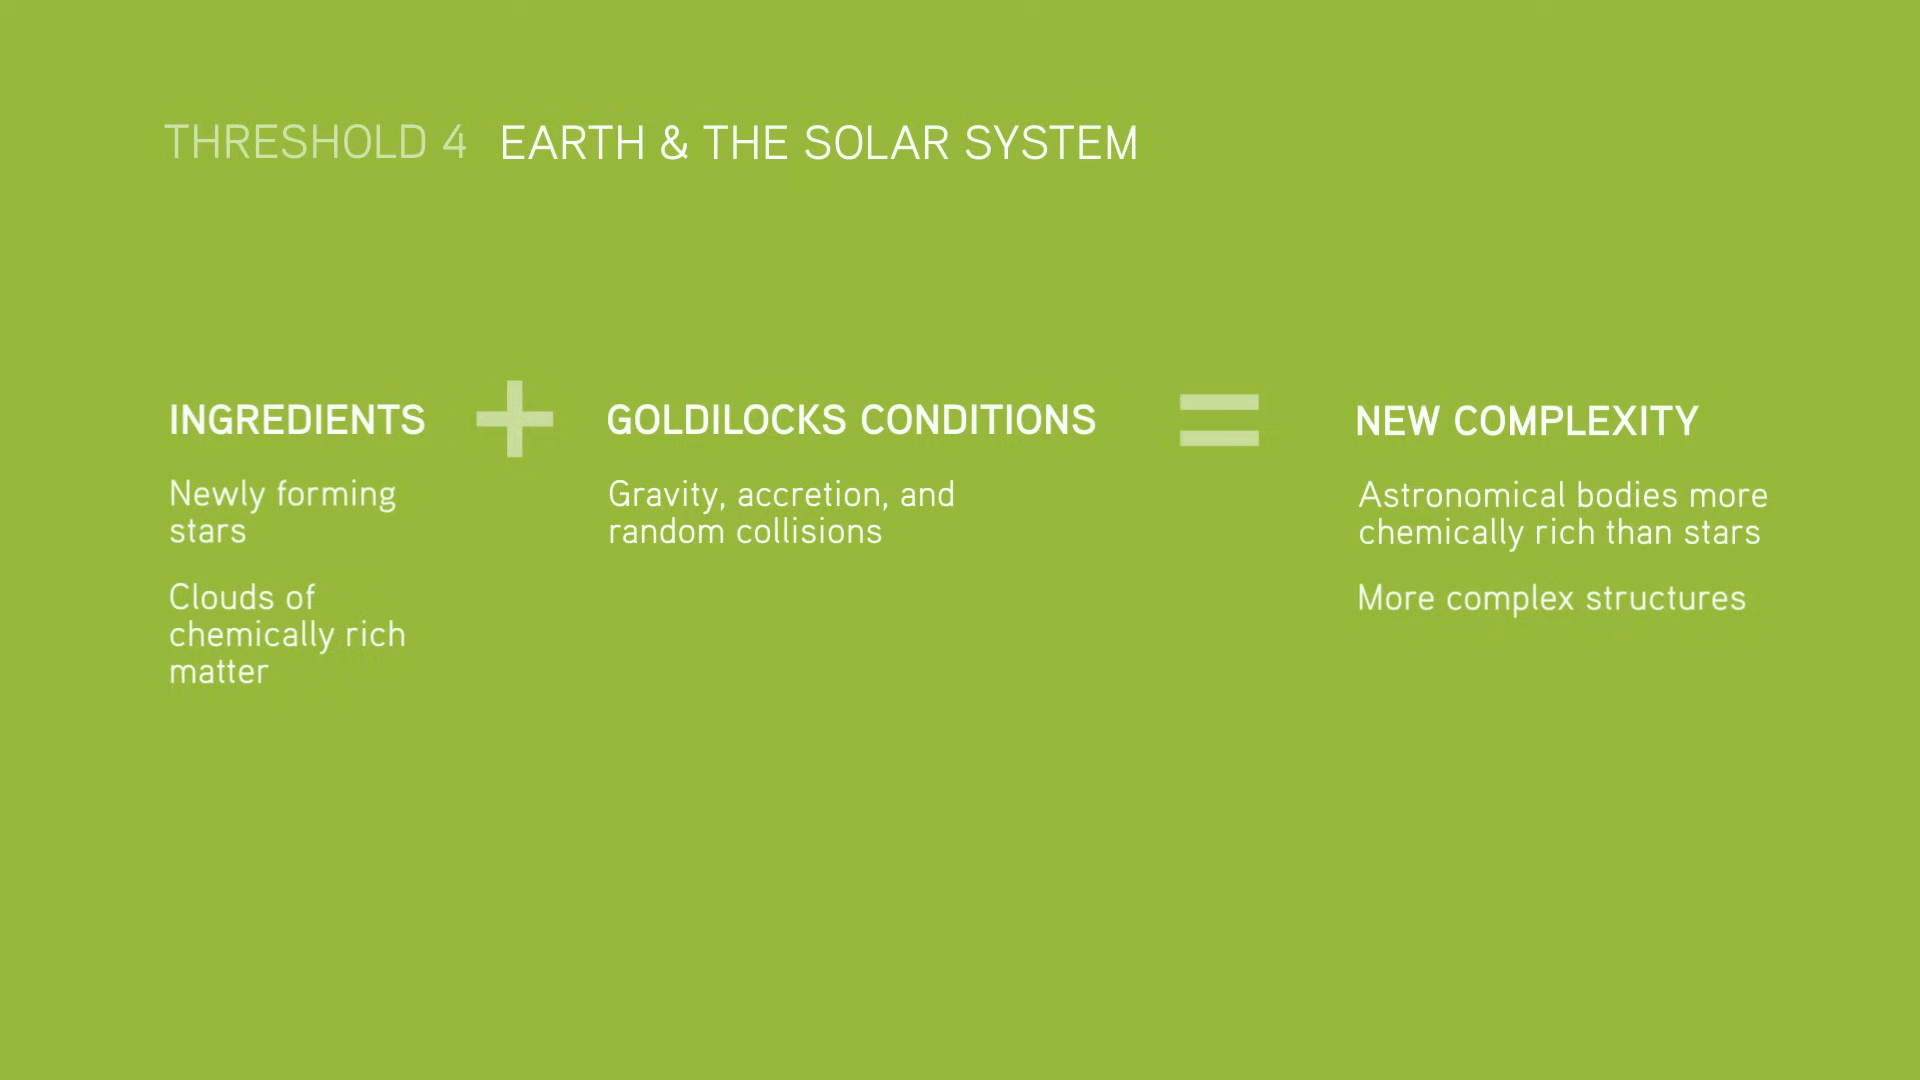 THRESHOLD 4 EARTH & THE SOLAR SYSTEM
INGREDIENTS + GOLDILOCKS CONDITIONS = NEW COMPLEXITY
Newly forming
stars
Clouds of
chemically rich
matter
Gravity, accretion, and
random collisions
Astronomical bodies more
chemically rich than stars
More complex structures